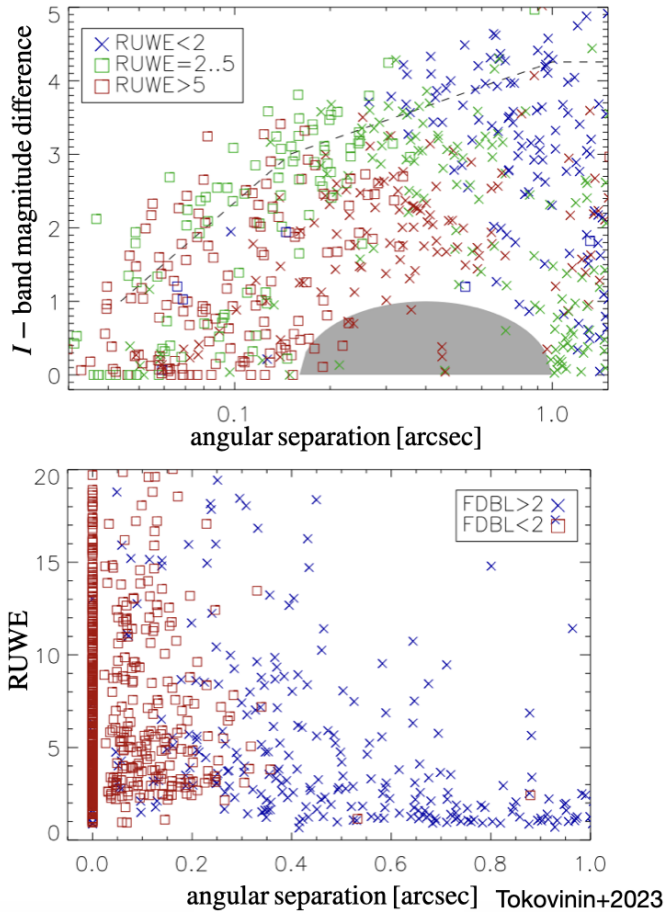 5
RUWE<2
RUWE=2..5
RUWE>5
4
3
2
1
0
I – band magnitude difference
0.1
1.0
angular separation [arcsec]
20
FDBL>2
FDBL<2
15
10
5
0
RUWE
0.0
0.2
0.4
0.6
0.8
1.0
angular separation [arcsec]
Tokovinin+2023